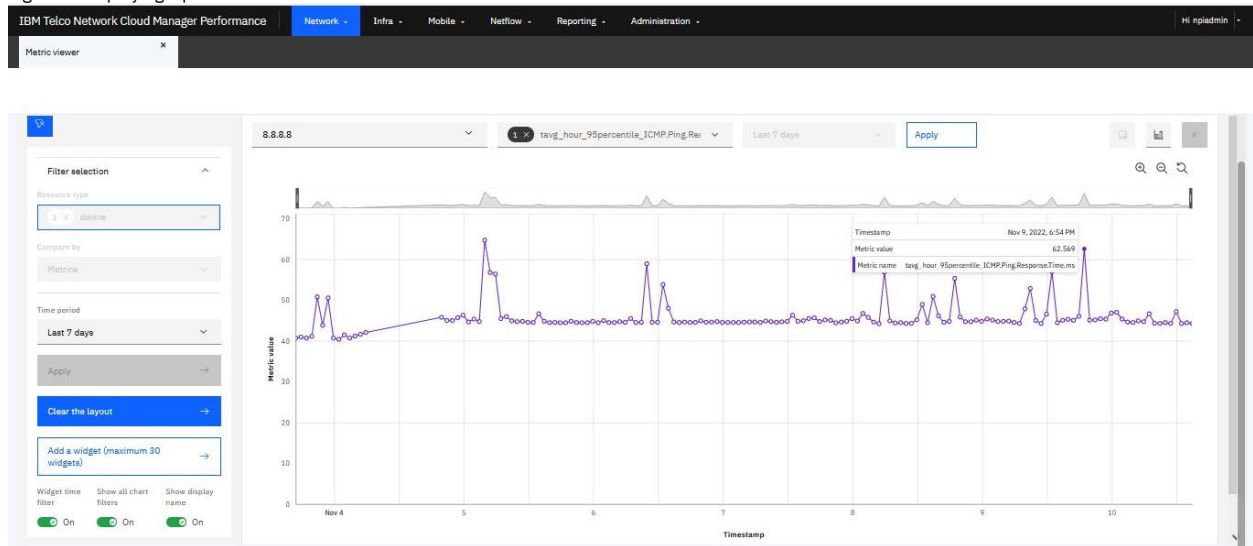 IBM Telco Network Cloud Manager Performance
Network
Infra
Mobile
Netflow
Reporting
Administration
Hi npiadmin
Metric viewer
8.8.8.8
1 × tavg_hour_95percentile_ICMP.Ping.Re
Last 7 days
Apply
Filter selection
Resource type
1 × device
Compare by
Metrics
Time period
Last 7 days
Apply
Clear the layout
Add a widget (maximum 30
widgets)
Widget time
filter
Show all chart
filters
Show display
name
On
On
On
Timestamp Nov 9, 2022, 6:54 PM
Metric value 62.569
Metric name tavg_hour_95percentile_ICMP.Ping.Response.Time.ms
70
60
50
40
30
20
10
0
Metric value
Nov 4
5
6
7
8
9
10
Timestamp